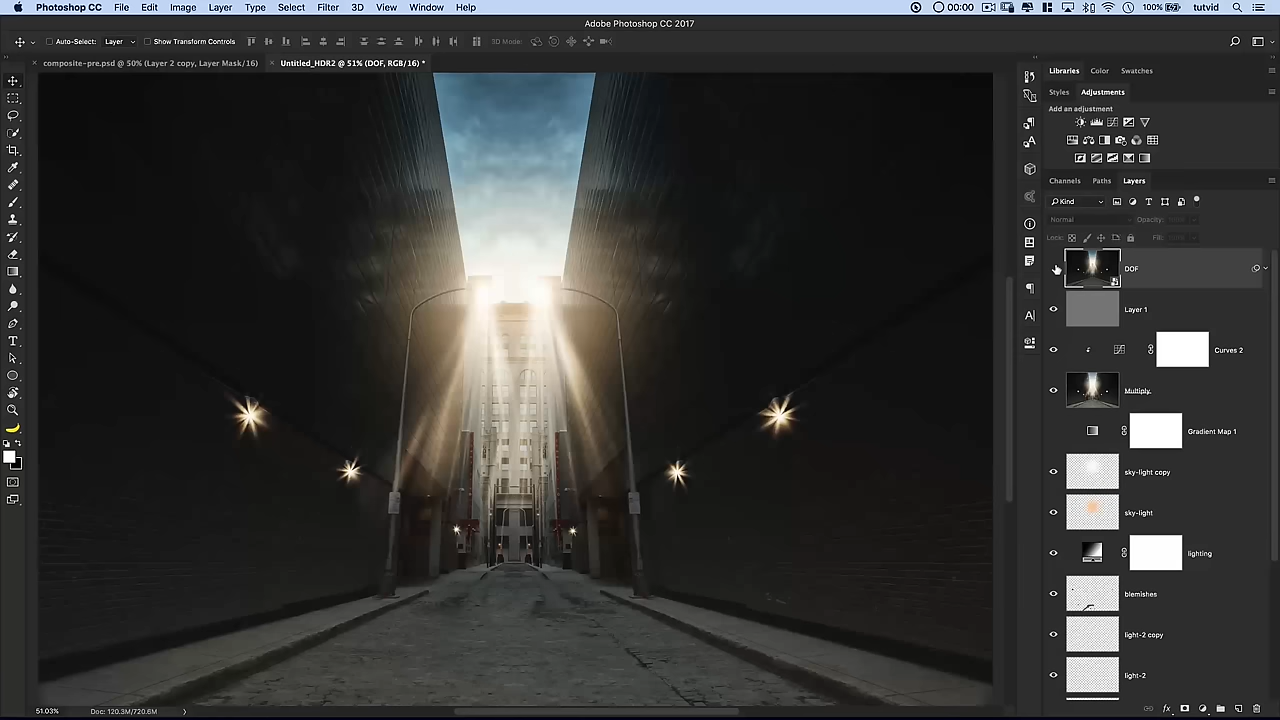 Photoshop CC File Edit Image Layer Type Select Filter 3D View Window Help 00:00 100% tutvid
Adobe Photoshop CC 2017
Auto-Select: Layer Show Transform Controls 3D Mode:
composite-pre.psd @ 50% (Layer 2 copy, Layer Mask/16) Untitled_HDR2 @ 51% (DOF, RGB/16) *
Libraries Color Swatches
Styles Adjustments
Add an adjustment
Channels Paths Layers
Kind
Normal Opacity:
Lock: Fill:
DOF
Layer 1
Curves 2
Multiply.
Gradient Map 1
sky-light copy
sky-light
lighting
blemishes
light-2 copy
light-2
51.03% Doc: 120.3M/720.6M